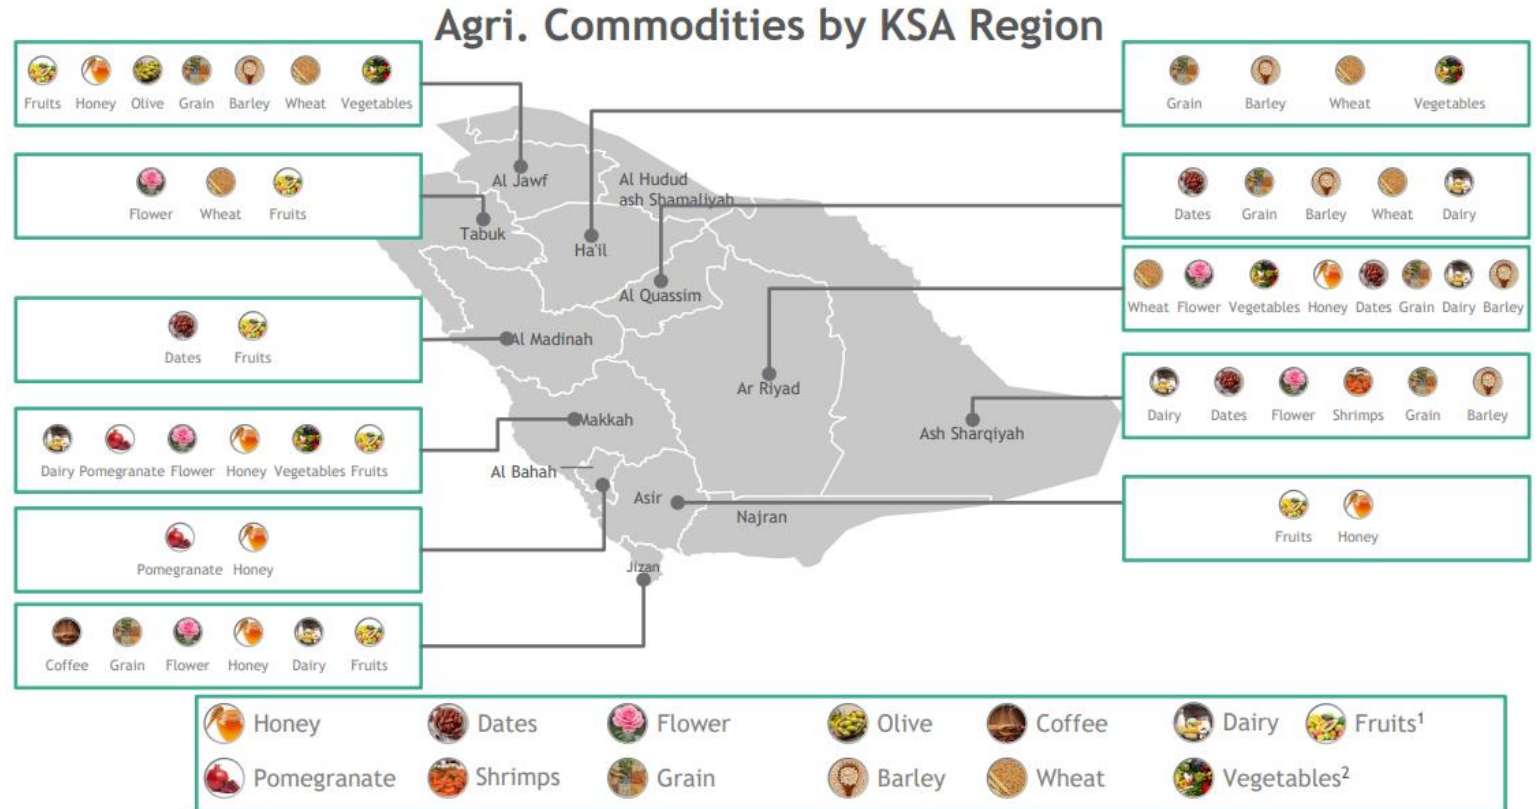 Agri. Commodities by KSA Region
Fruits Honey Olive Grain Barley Wheat Vegetables
Flower Wheat Fruits
Dates Fruits
Dairy Pomegranate Flower Honey Vegetables Fruits
Pomegranate Honey
Coffee Grain Flower Honey Dairy Fruits
Al Jawf
Al Hudud
ash Shamaliyah
Tabuk
Ha'il
Al Quassim
Al Madinah
Ar Riyad
Makkah
Ash Sharqiyah
Al Bahah
Asir
Najran
Jizan
Grain Barley Wheat Vegetables
Dates Grain Barley Wheat Dairy
Wheat Flower Vegetables Honey Dates Grain Dairy Barley
Dairy Dates Flower Shrimps Grain Barley
Fruits Honey
Honey Dates Flower Olive Coffee Dairy Fruits¹
Pomegranate Shrimps Grain Barley Wheat Vegetables²